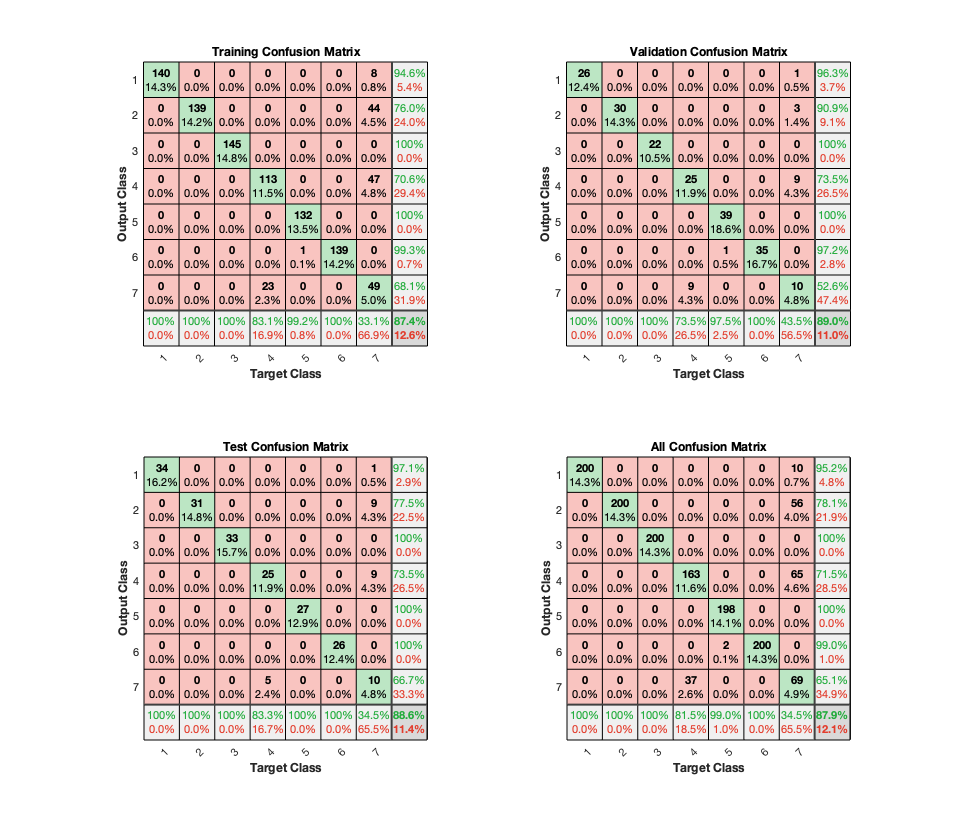 Training Confusion Matrix
1 140 0 0 0 0 0 8 94.6%
14.3% 0.0% 0.0% 0.0% 0.0% 0.0% 0.8% 5.4%
2 0 139 0 0 0 0 44 76.0%
0.0% 14.2% 0.0% 0.0% 0.0% 0.0% 4.5% 24.0%
3 0 0 145 0 0 0 0 100%
0.0% 0.0% 14.8% 0.0% 0.0% 0.0% 0.0% 0.0%
4 0 0 0 113 0 0 47 70.6%
0.0% 0.0% 0.0% 11.5% 0.0% 0.0% 4.8% 29.4%
5 0 0 0 0 132 0 0 100%
0.0% 0.0% 0.0% 0.0% 13.5% 0.0% 0.0% 0.0%
6 0 0 0 0 1 139 0 99.3%
0.0% 0.0% 0.0% 0.0% 0.1% 14.2% 0.0% 0.7%
7 0 0 0 23 0 0 49 68.1%
0.0% 0.0% 0.0% 2.3% 0.0% 0.0% 5.0% 31.9%
100% 100% 100% 83.1% 99.2% 100% 33.1% 87.4%
0.0% 0.0% 0.0% 16.9% 0.8% 0.0% 66.9% 12.6%
1 2 3 4 5 6 7
Target Class
Output Class
Validation Confusion Matrix
1 26 0 0 0 0 0 1 96.3%
12.4% 0.0% 0.0% 0.0% 0.0% 0.0% 0.5% 3.7%
2 0 30 0 0 0 0 3 90.9%
0.0% 14.3% 0.0% 0.0% 0.0% 0.0% 1.4% 9.1%
3 0 0 22 0 0 0 0 100%
0.0% 0.0% 10.5% 0.0% 0.0% 0.0% 0.0% 0.0%
4 0 0 0 25 0 0 9 73.5%
0.0% 0.0% 0.0% 11.9% 0.0% 0.0% 4.3% 26.5%
5 0 0 0 0 39 0 0 100%
0.0% 0.0% 0.0% 0.0% 18.6% 0.0% 0.0% 0.0%
6 0 0 0 0 1 35 0 97.2%
0.0% 0.0% 0.0% 0.0% 0.5% 16.7% 0.0% 2.8%
7 0 0 0 9 0 0 10 52.6%
0.0% 0.0% 0.0% 4.3% 0.0% 0.0% 4.8% 47.4%
100% 100% 100% 73.5% 97.5% 100% 43.5% 89.0%
0.0% 0.0% 0.0% 26.5% 2.5% 0.0% 56.5% 11.0%
1 2 3 4 5 6 7
Target Class
Output Class
Test Confusion Matrix
1 34 0 0 0 0 0 1 97.1%
16.2% 0.0% 0.0% 0.0% 0.0% 0.0% 0.5% 2.9%
2 0 31 0 0 0 0 9 77.5%
0.0% 14.8% 0.0% 0.0% 0.0% 0.0% 4.3% 22.5%
3 0 0 33 0 0 0 0 100%
0.0% 0.0% 15.7% 0.0% 0.0% 0.0% 0.0% 0.0%
4 0 0 0 25 0 0 9 73.5%
0.0% 0.0% 0.0% 11.9% 0.0% 0.0% 4.3% 26.5%
5 0 0 0 0 27 0 0 100%
0.0% 0.0% 0.0% 0.0% 12.9% 0.0% 0.0% 0.0%
6 0 0 0 0 0 26 0 100%
0.0% 0.0% 0.0% 0.0% 0.0% 12.4% 0.0% 0.0%
7 0 0 0 5 0 0 10 66.7%
0.0% 0.0% 0.0% 2.4% 0.0% 0.0% 4.8% 33.3%
100% 100% 100% 83.3% 100% 100% 34.5% 88.6%
0.0% 0.0% 0.0% 16.7% 0.0% 0.0% 65.5% 11.4%
1 2 3 4 5 6 7
Target Class
Output Class
All Confusion Matrix
1 200 0 0 0 0 0 10 95.2%
14.3% 0.0% 0.0% 0.0% 0.0% 0.0% 0.7% 4.8%
2 0 200 0 0 0 0 56 78.1%
0.0% 14.3% 0.0% 0.0% 0.0% 0.0% 4.0% 21.9%
3 0 0 200 0 0 0 0 100%
0.0% 0.0% 14.3% 0.0% 0.0% 0.0% 0.0% 0.0%
4 0 0 0 163 0 0 65 71.5%
0.0% 0.0% 0.0% 11.6% 0.0% 0.0% 4.6% 28.5%
5 0 0 0 0 198 0 0 100%
0.0% 0.0% 0.0% 0.0% 14.1% 0.0% 0.0% 0.0%
6 0 0 0 0 2 200 0 99.0%
0.0% 0.0% 0.0% 0.0% 0.1% 14.3% 0.0% 1.0%
7 0 0 0 37 0 0 69 65.1%
0.0% 0.0% 0.0% 2.6% 0.0% 0.0% 4.9% 34.9%
100% 100% 100% 81.5% 99.0% 100% 34.5% 87.9%
0.0% 0.0% 0.0% 18.5% 1.0% 0.0% 65.5% 12.1%
1 2 3 4 5 6 7
Target Class
Output Class